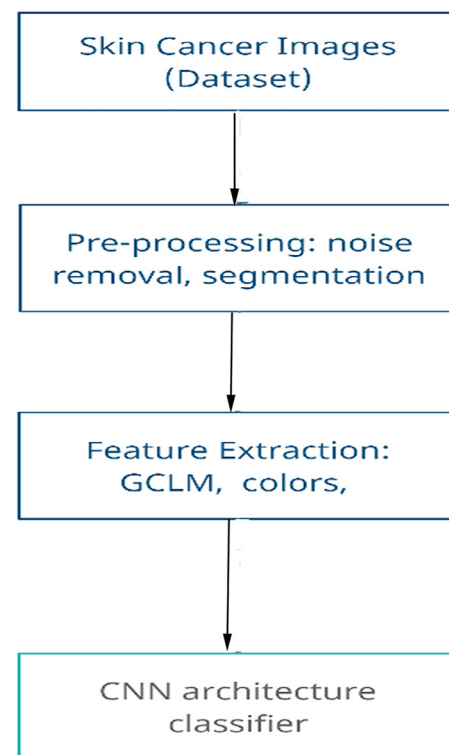 Skin Cancer Images
(Dataset)
Pre-processing: noise
removal, segmentation
Feature Extraction:
GCLM, colors,
CNN architecture
classifier